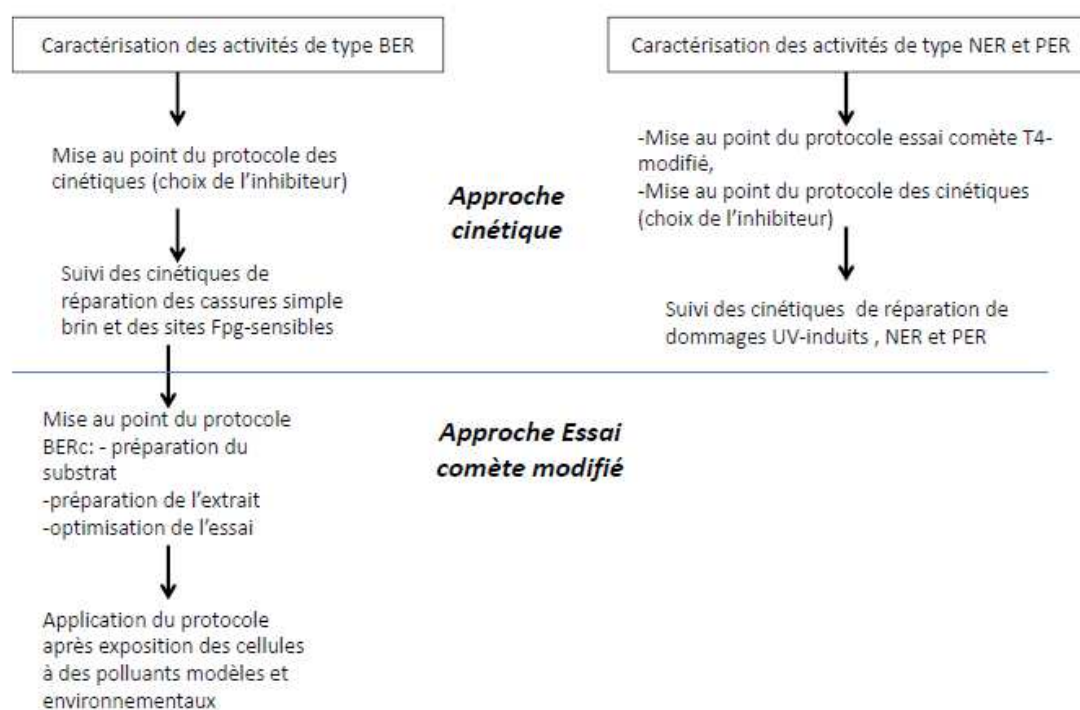 Caractérisation des activités de type BER
Caractérisation des activités de type NER et PER
Mise au point du protocole des
cinétiques (choix de l'inhibiteur)
-Mise au point du protocole essai comète T4-
modifié,
-Mise au point du protocole des cinétiques
(choix de l'inhibiteur)
Approche
cinétique
Suivi des cinétiques de
réparation des cassures simple
brin et des sites Fpg-sensibles
Suivi des cinétiques de réparation de
dommages UV-induits , NER et PER
Mise au point du protocole
BERc: - préparation du
substrat
-préparation de l'extrait
-optimisation de l'essai
Approche Essai
comète modifié
Application du protocole
après exposition des cellules
à des polluants modèles et
environnementaux